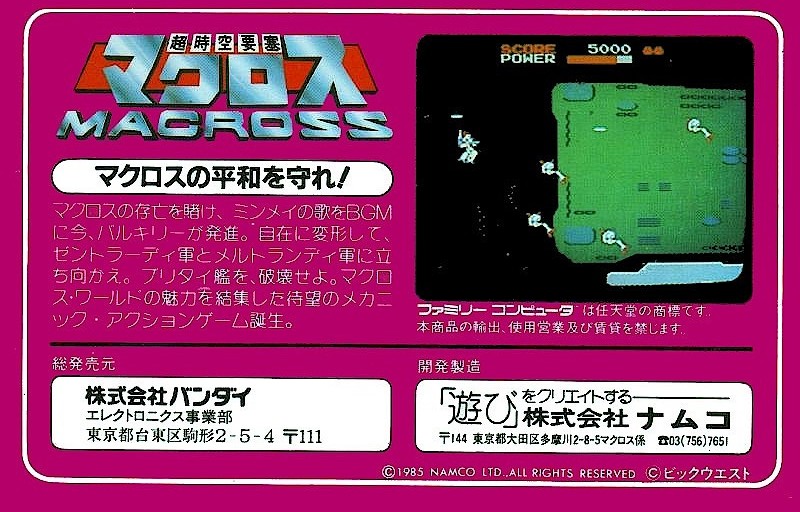 超時空要塞
マクロス
MACROSS
マクロスの平和を守れ!
マクロスの存亡を賭け、ミンメイの歌をBGM
に今、バルキリーが発進。自在に変形して、
ゼントラーディ軍とメルトランディ軍に立
ち向かえ。ブリタイ艦を、破壊せよ。マクロ
ス・ワールドの魅力を結集した待望のメカニ
ック・アクションゲーム誕生。
SCORE 5000
POWER
ファミリー コンピュータ は任天堂の商標です。
本商品の輸出、使用営業及び賃貸を禁じます。
総発売元
株式会社バンダイ
エレクトロニクス事業部
東京都台東区駒形2-5-4 〒111
開発製造
「遊び」をクリエイトする
株式会社 ナムコ
〒144 東京都大田区多摩川2-8-5マクロス係 ☎03(756)7651
©1985 NAMCO LTD.,ALL RIGHTS RESERVED ©ビックウエスト